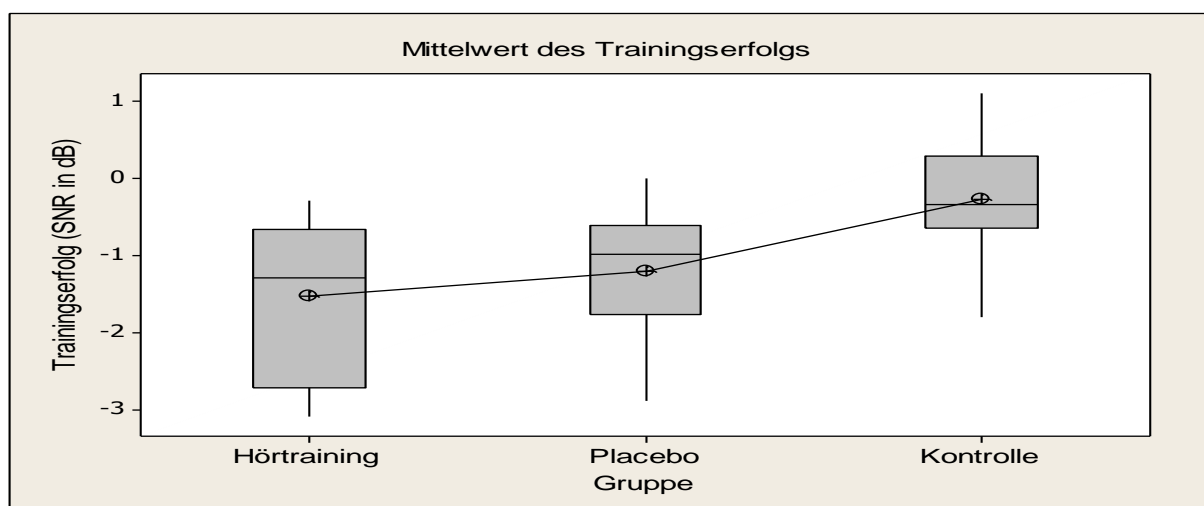 Mittelwert des Trainingserfolgs
Trainingserfolg (SNR in dB)
1
0
-1
-2
-3
Hörtraining Placebo Kontrolle
Gruppe